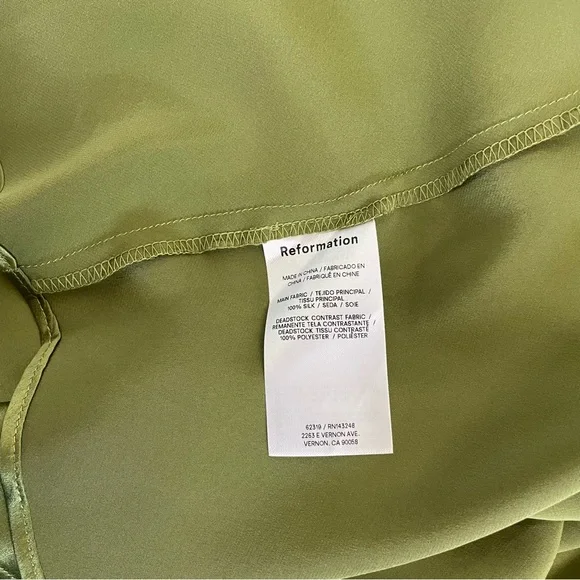 Reformation
MADE IN CHINA / FABRICADO EN
CHINA / FABRIQUÉ EN CHINE
MAIN FABRIC / TEJIDO PRINCIPAL /
TISSU PRINCIPAL
100% SILK / SEDA / SOIE
DEADSTOCK CONTRAST FABRIC /
REMANENTE TELA CONTRASTANTE /
DEADSTOCK TISSU CONTRASTÉ
100% POLYESTER / POLIÉSTER
62319 / RN143248
2263 E VERNON AVE.
VERNON, CA 90058